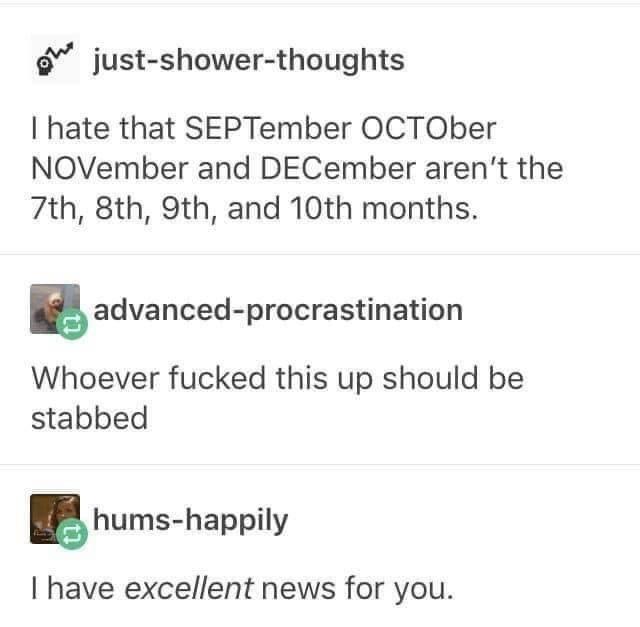 just-shower-thoughts
I hate that SEPTember OCTOber
NOVember and DECember aren't the
7th, 8th, 9th, and 10th months.
advanced-procrastination
Whoever fucked this up should be
stabbed
hums-happily
I have excellent news for you.